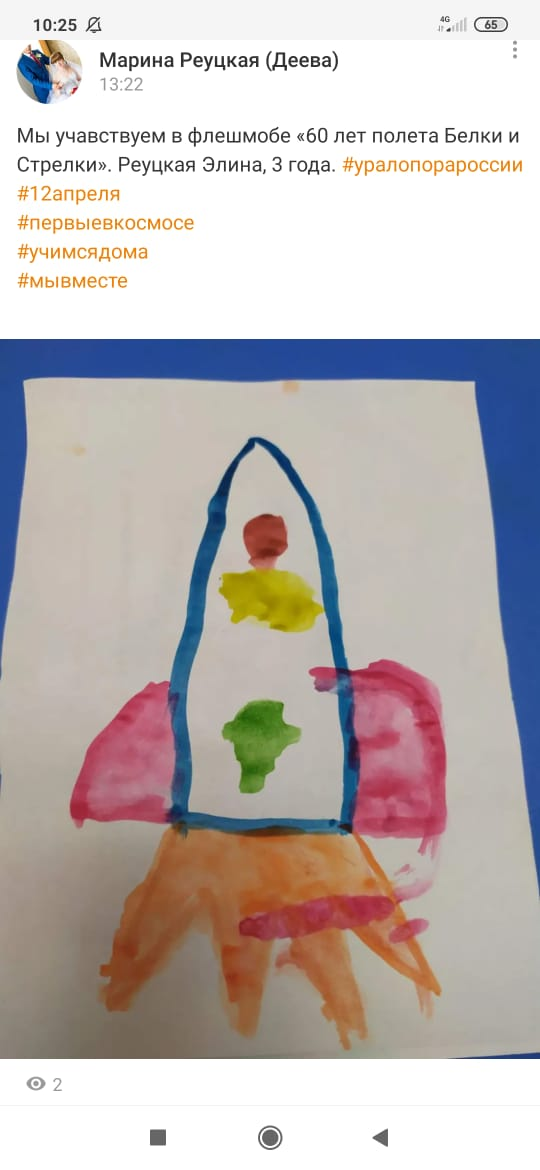 10:25
4G 65
Марина Реуцкая (Деева)
13:22
Мы учавствуем в флешмобе «60 лет полета Белки и
Стрелки». Реуцкая Элина, 3 года. #уралопорароссии
#12апреля
#первыевкосмосе
#учимсядома
#мывместе
2